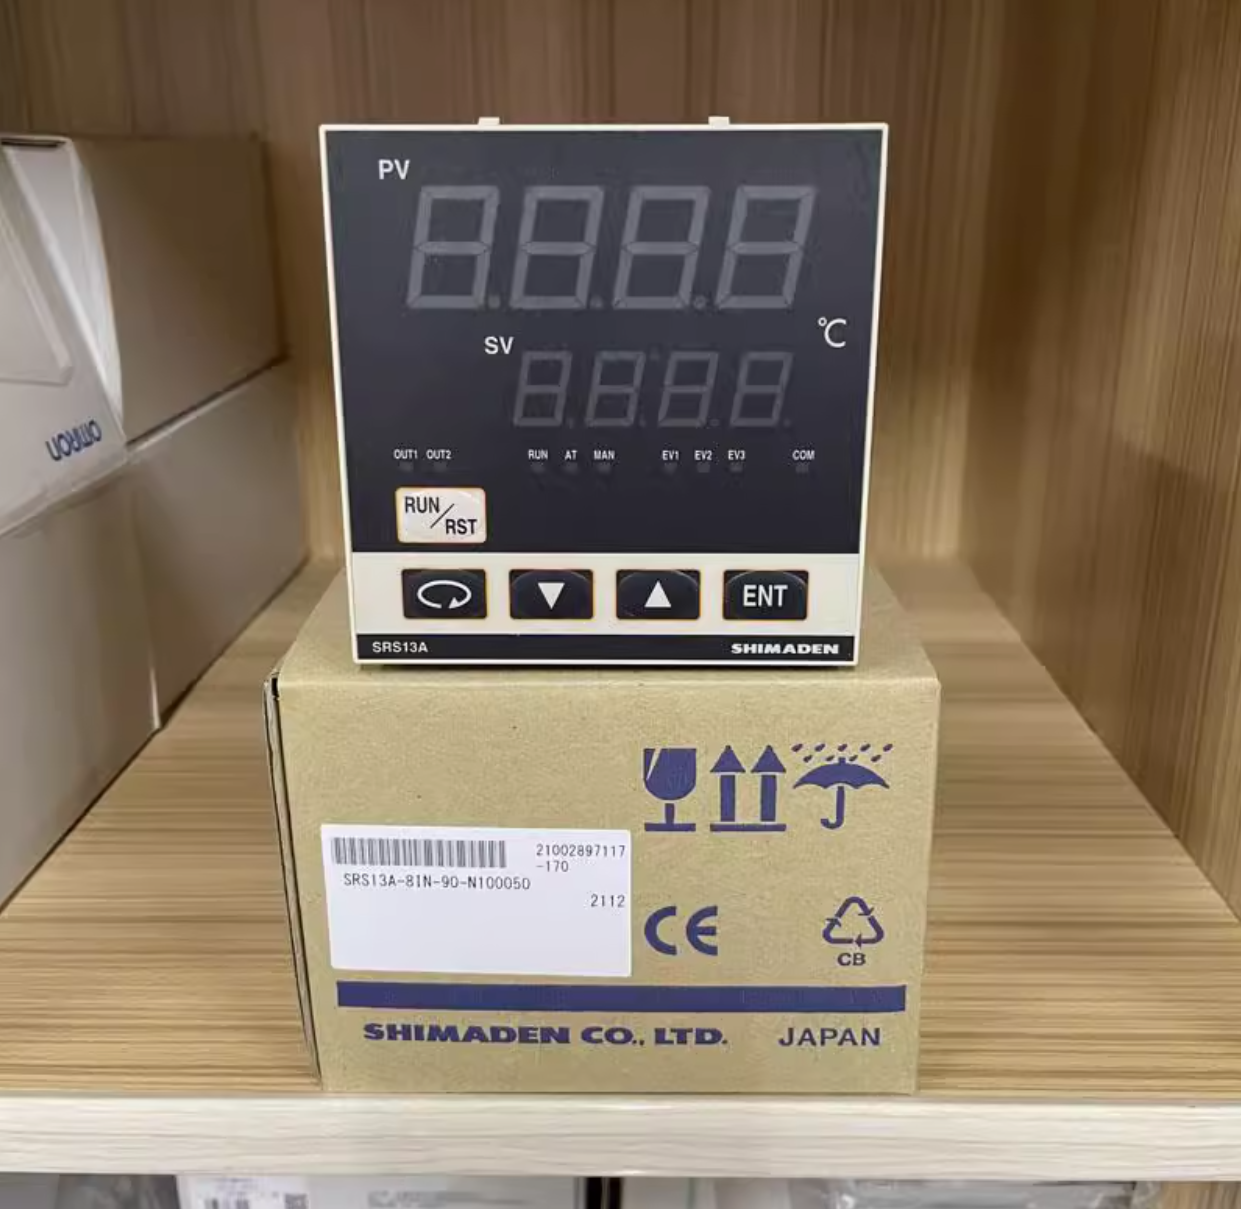 PV
SV
℃
OUT1 OUT2 RUN AT MAN EV1 EV2 EV3 COM
RUN/RST
ENT
SRS13A SHIMADEN
OMRON
21002897117
-170
SRS13A-8IN-90-N100050
2112
CE
CB
SHIMADEN CO., LTD. JAPAN